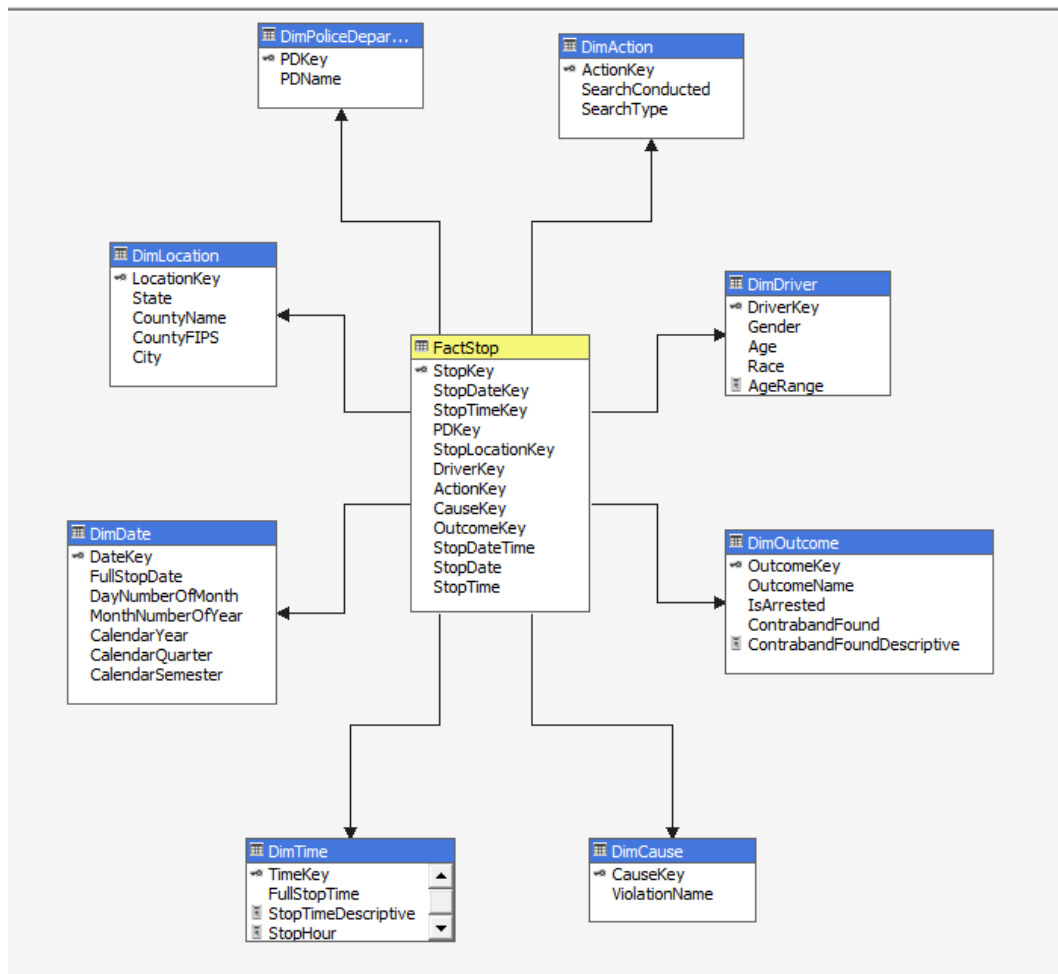 DimPoliceDepar...
PDKey
PDName
DimAction
ActionKey
SearchConducted
SearchType
DimLocation
LocationKey
State
CountyName
CountyFIPS
City
DimDriver
DriverKey
Gender
Age
Race
AgeRange
FactStop
StopKey
StopDateKey
StopTimeKey
PDKey
StopLocationKey
DriverKey
ActionKey
CauseKey
OutcomeKey
StopDateTime
StopDate
StopTime
DimDate
DateKey
FullStopDate
DayNumberOfMonth
MonthNumberOfYear
CalendarYear
CalendarQuarter
CalendarSemester
DimOutcome
OutcomeKey
OutcomeName
IsArrested
ContrabandFound
ContrabandFoundDescriptive
DimTime
TimeKey
FullStopTime
StopTimeDescriptive
StopHour
DimCause
CauseKey
ViolationName